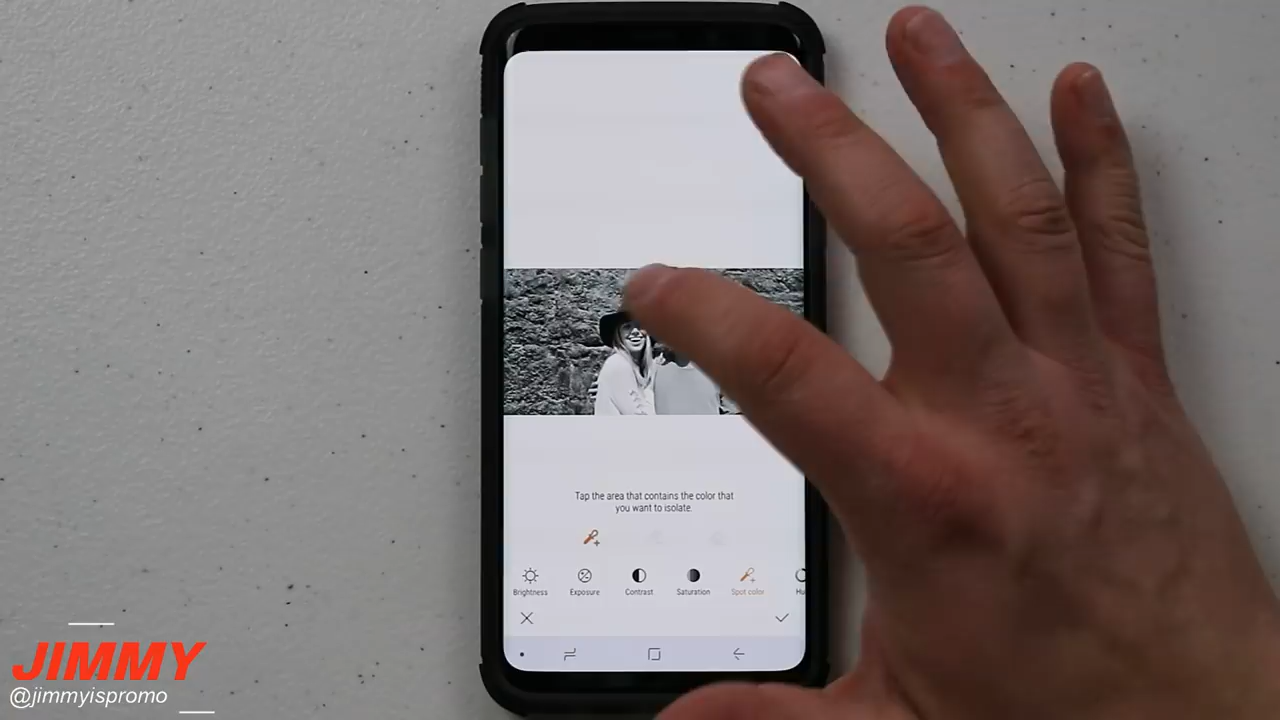 Tap the area that contains the color that
you want to isolate.
Brightness
Exposure
Contrast
Saturation
Spot color
JIMMY
@jimmyispromo